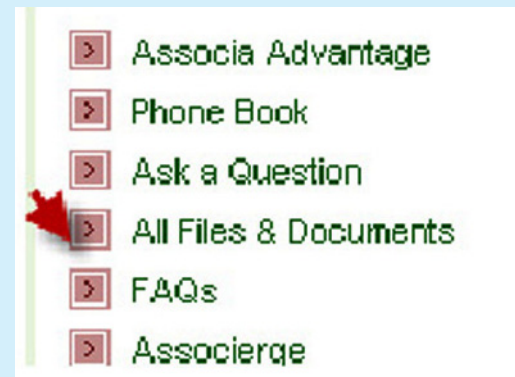 Associa Advantage
Phone Book
Ask a Question
All Files & Documents
FAQs
Associerge